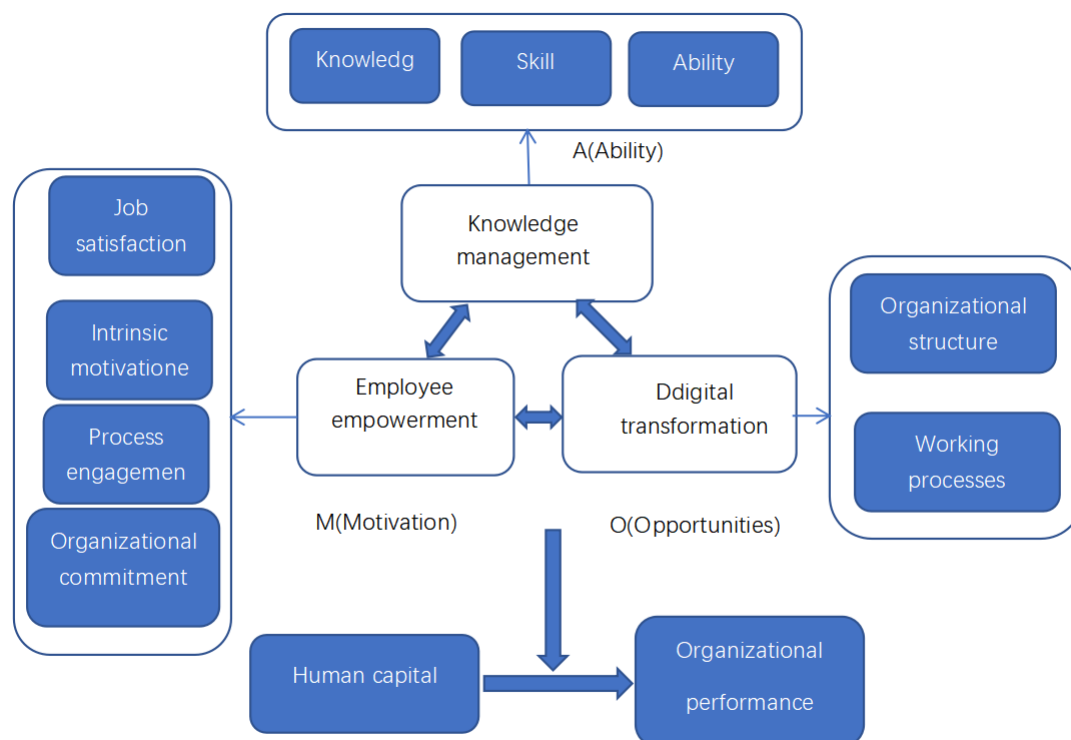 Knowledg
Skill
Ability
A(Ability)
Knowledge
management
Job
satisfaction
Intrinsic
motivatione
Process
engagemen
Organizational
commitment
Employee
empowerment
Ddigital
transformation
Organizational
structure
Working
processes
M(Motivation)
O(Opportunities)
Human capital
Organizational
performance